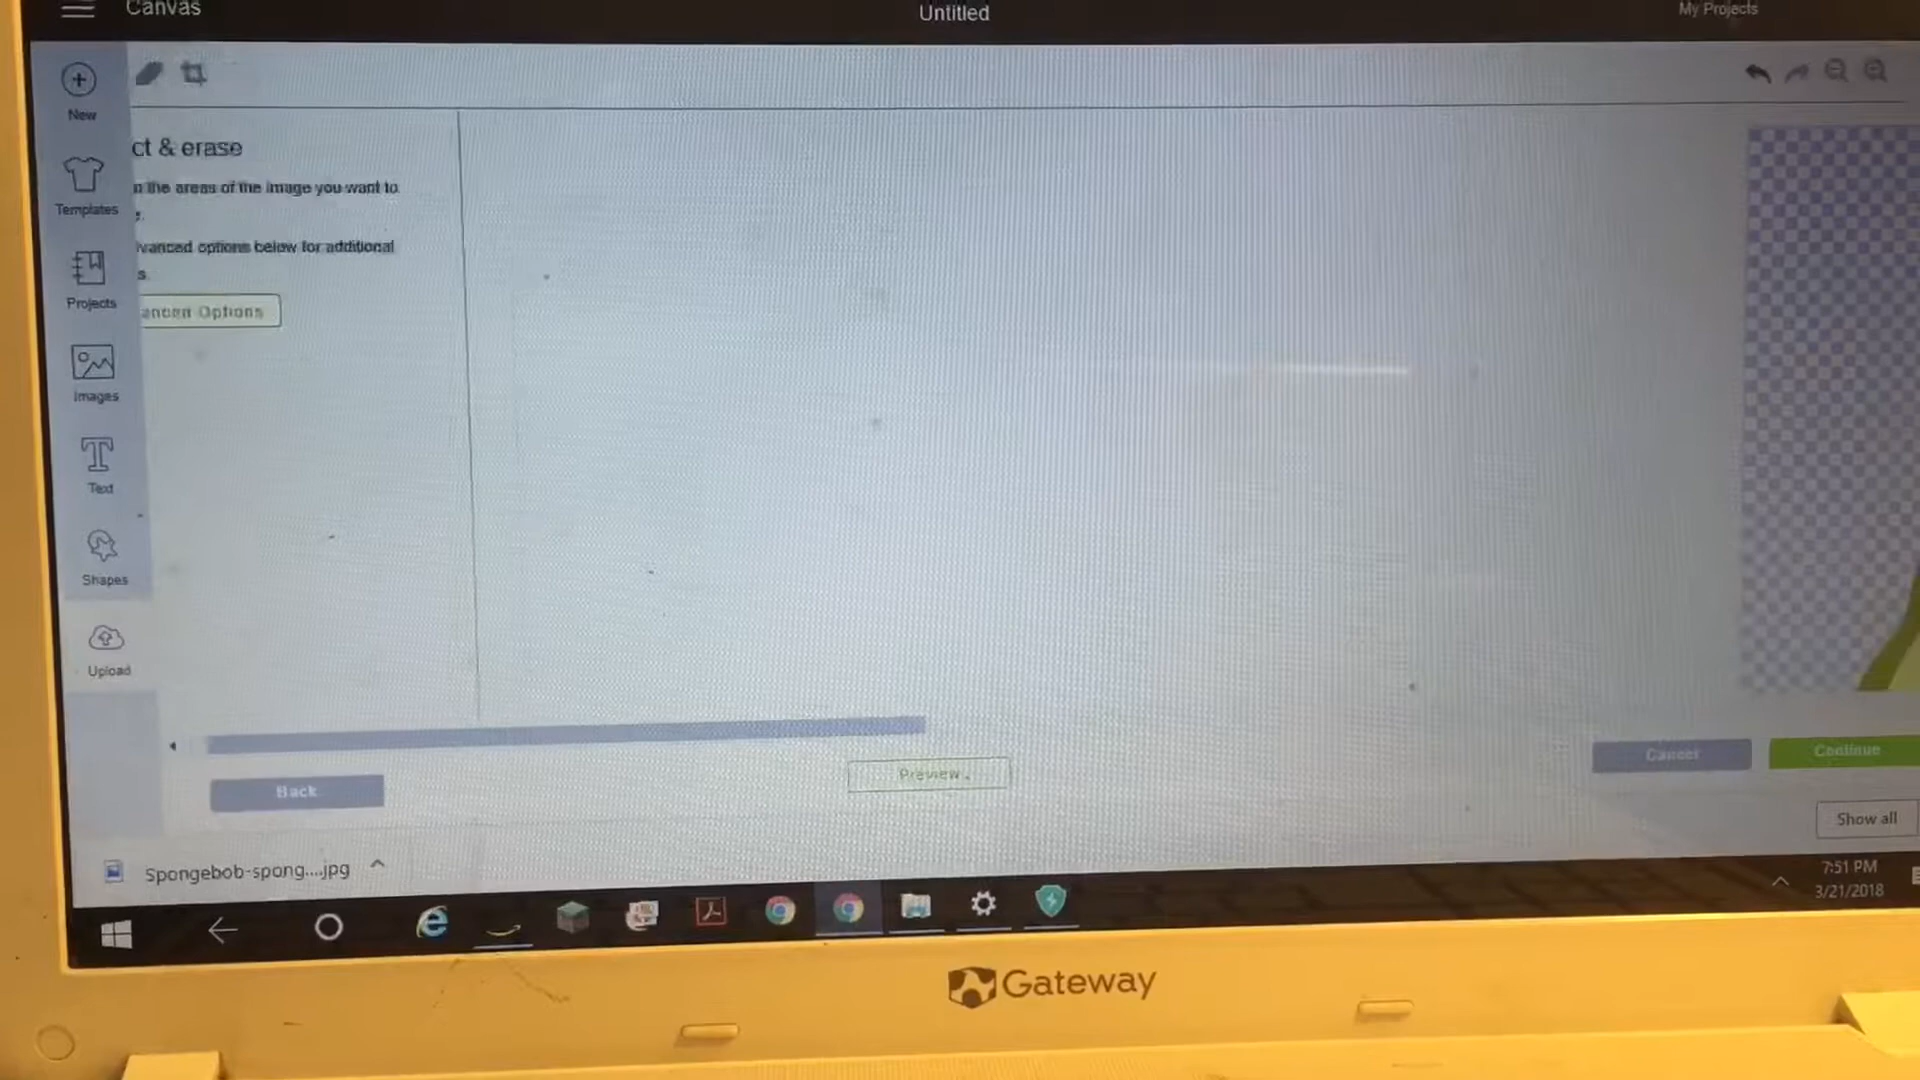 Canvas
Untitled
My Projects
New
Templates
Projects
Images
Text
Shapes
Upload
ct & erase
the areas of the image you want to
vanced options below for additional
s.
anced Options
Back
Preview
Cancel
Continue
Show all
Spongebob-spong....jpg
7:51 PM
3/21/2018
Gateway